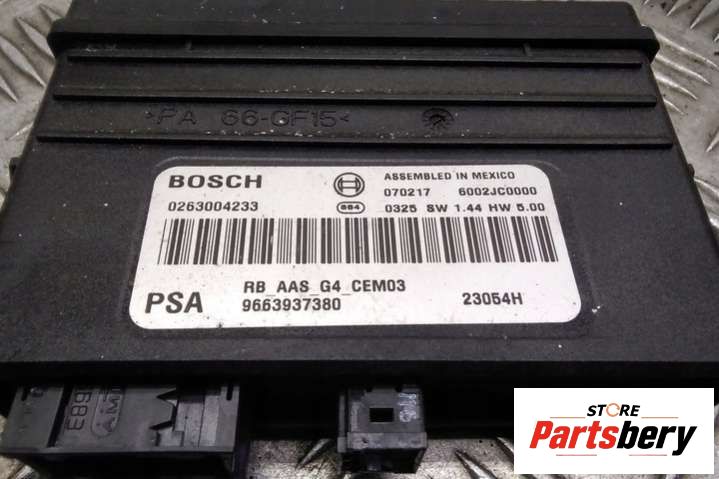 >PA 66-GF15<
BOSCH
0263004233
ASSEMBLED IN MEXICO
070217 6002JC0000
884 0325 SW 1.44 HW 5.00
PSA
RB_AAS_G4_CEM03
9663937380
23054H
STORE
Partsbery